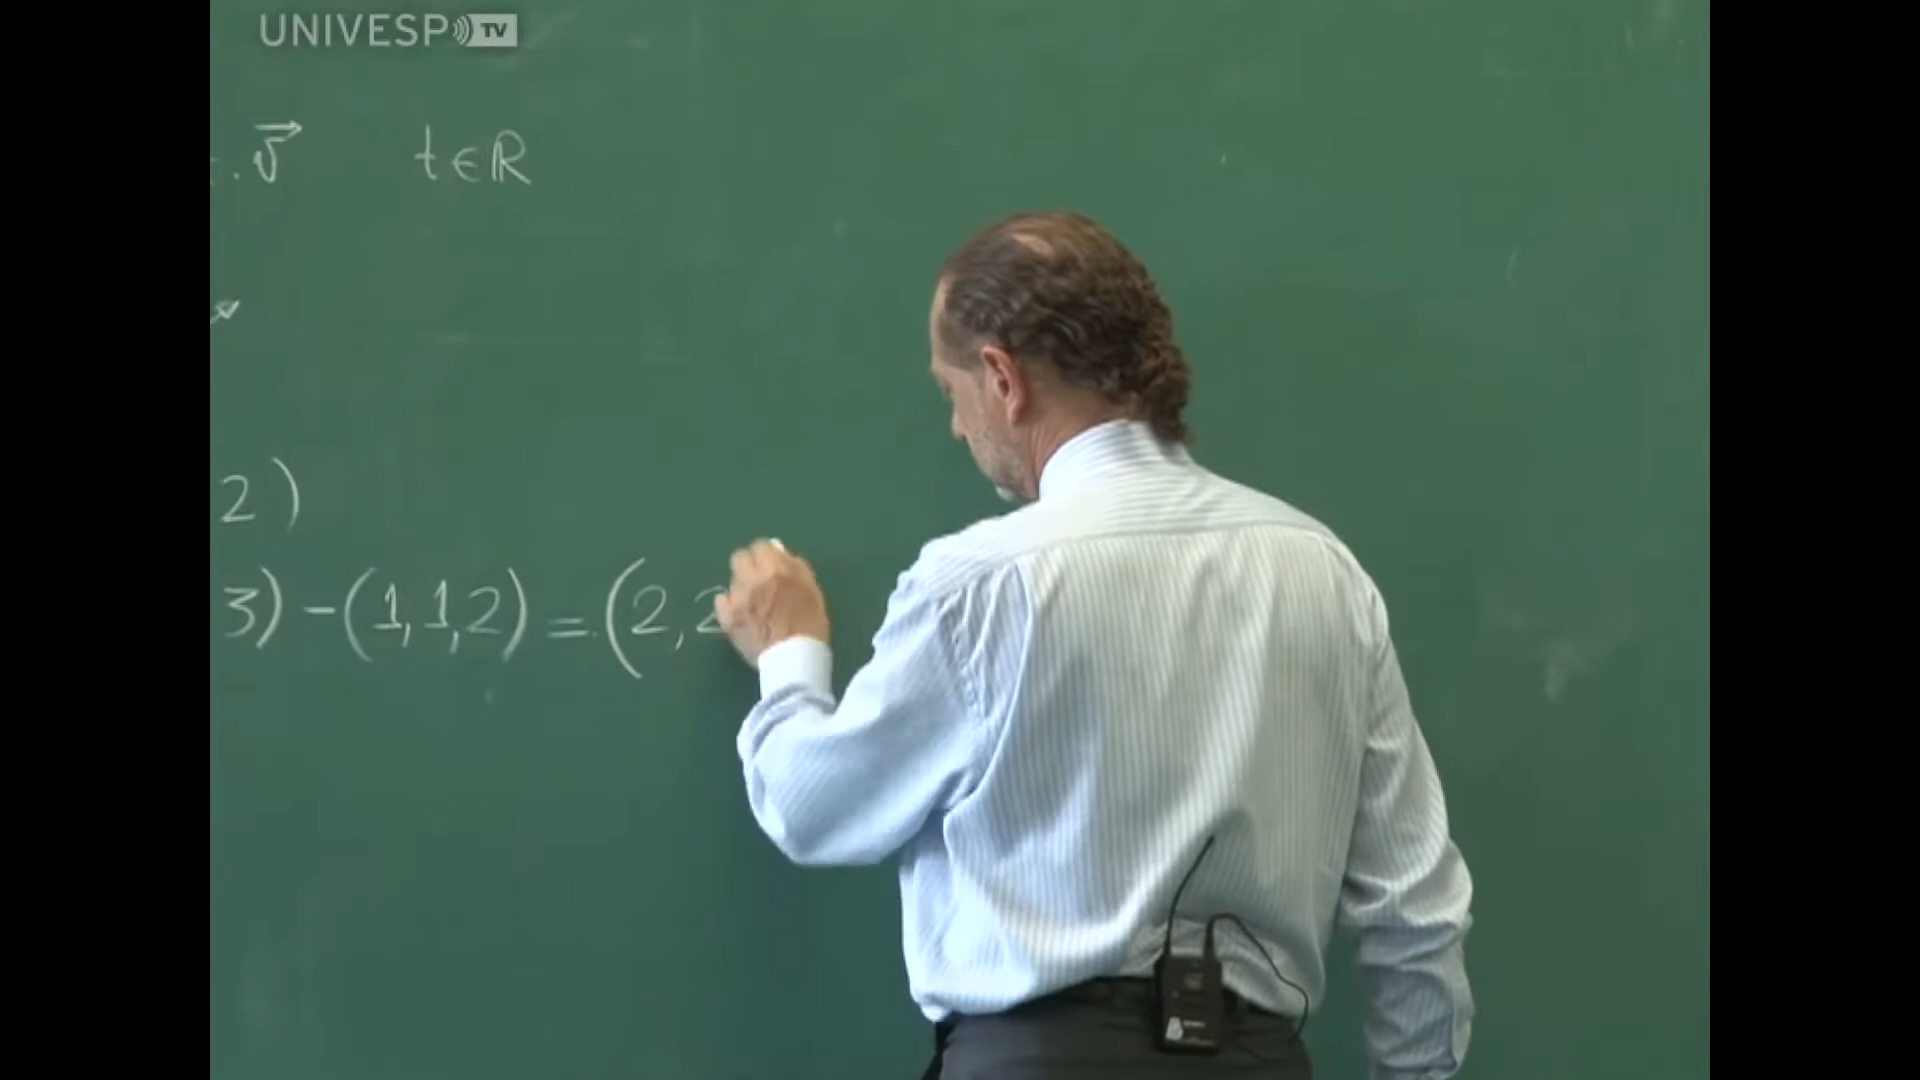 UNIVESP TV
. v⃗ t ∈ ℝ
2)
3) - (1,1,2) = (2,2